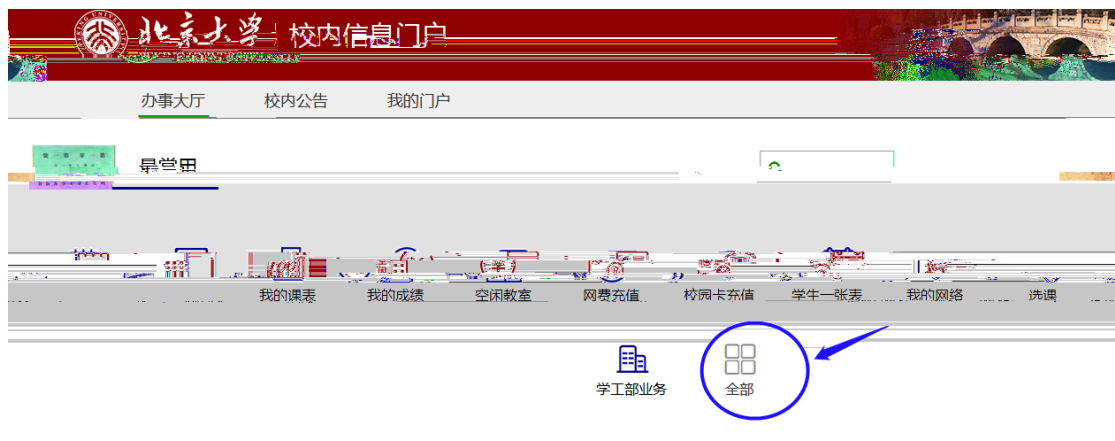 北京大学 校内信息门户
办事大厅 校内公告 我的门户
最常用
我的课表 我的成绩 空闲教室 网费充值 校园卡充值 学生一张表 我的网络 选课
学工部业务 全部